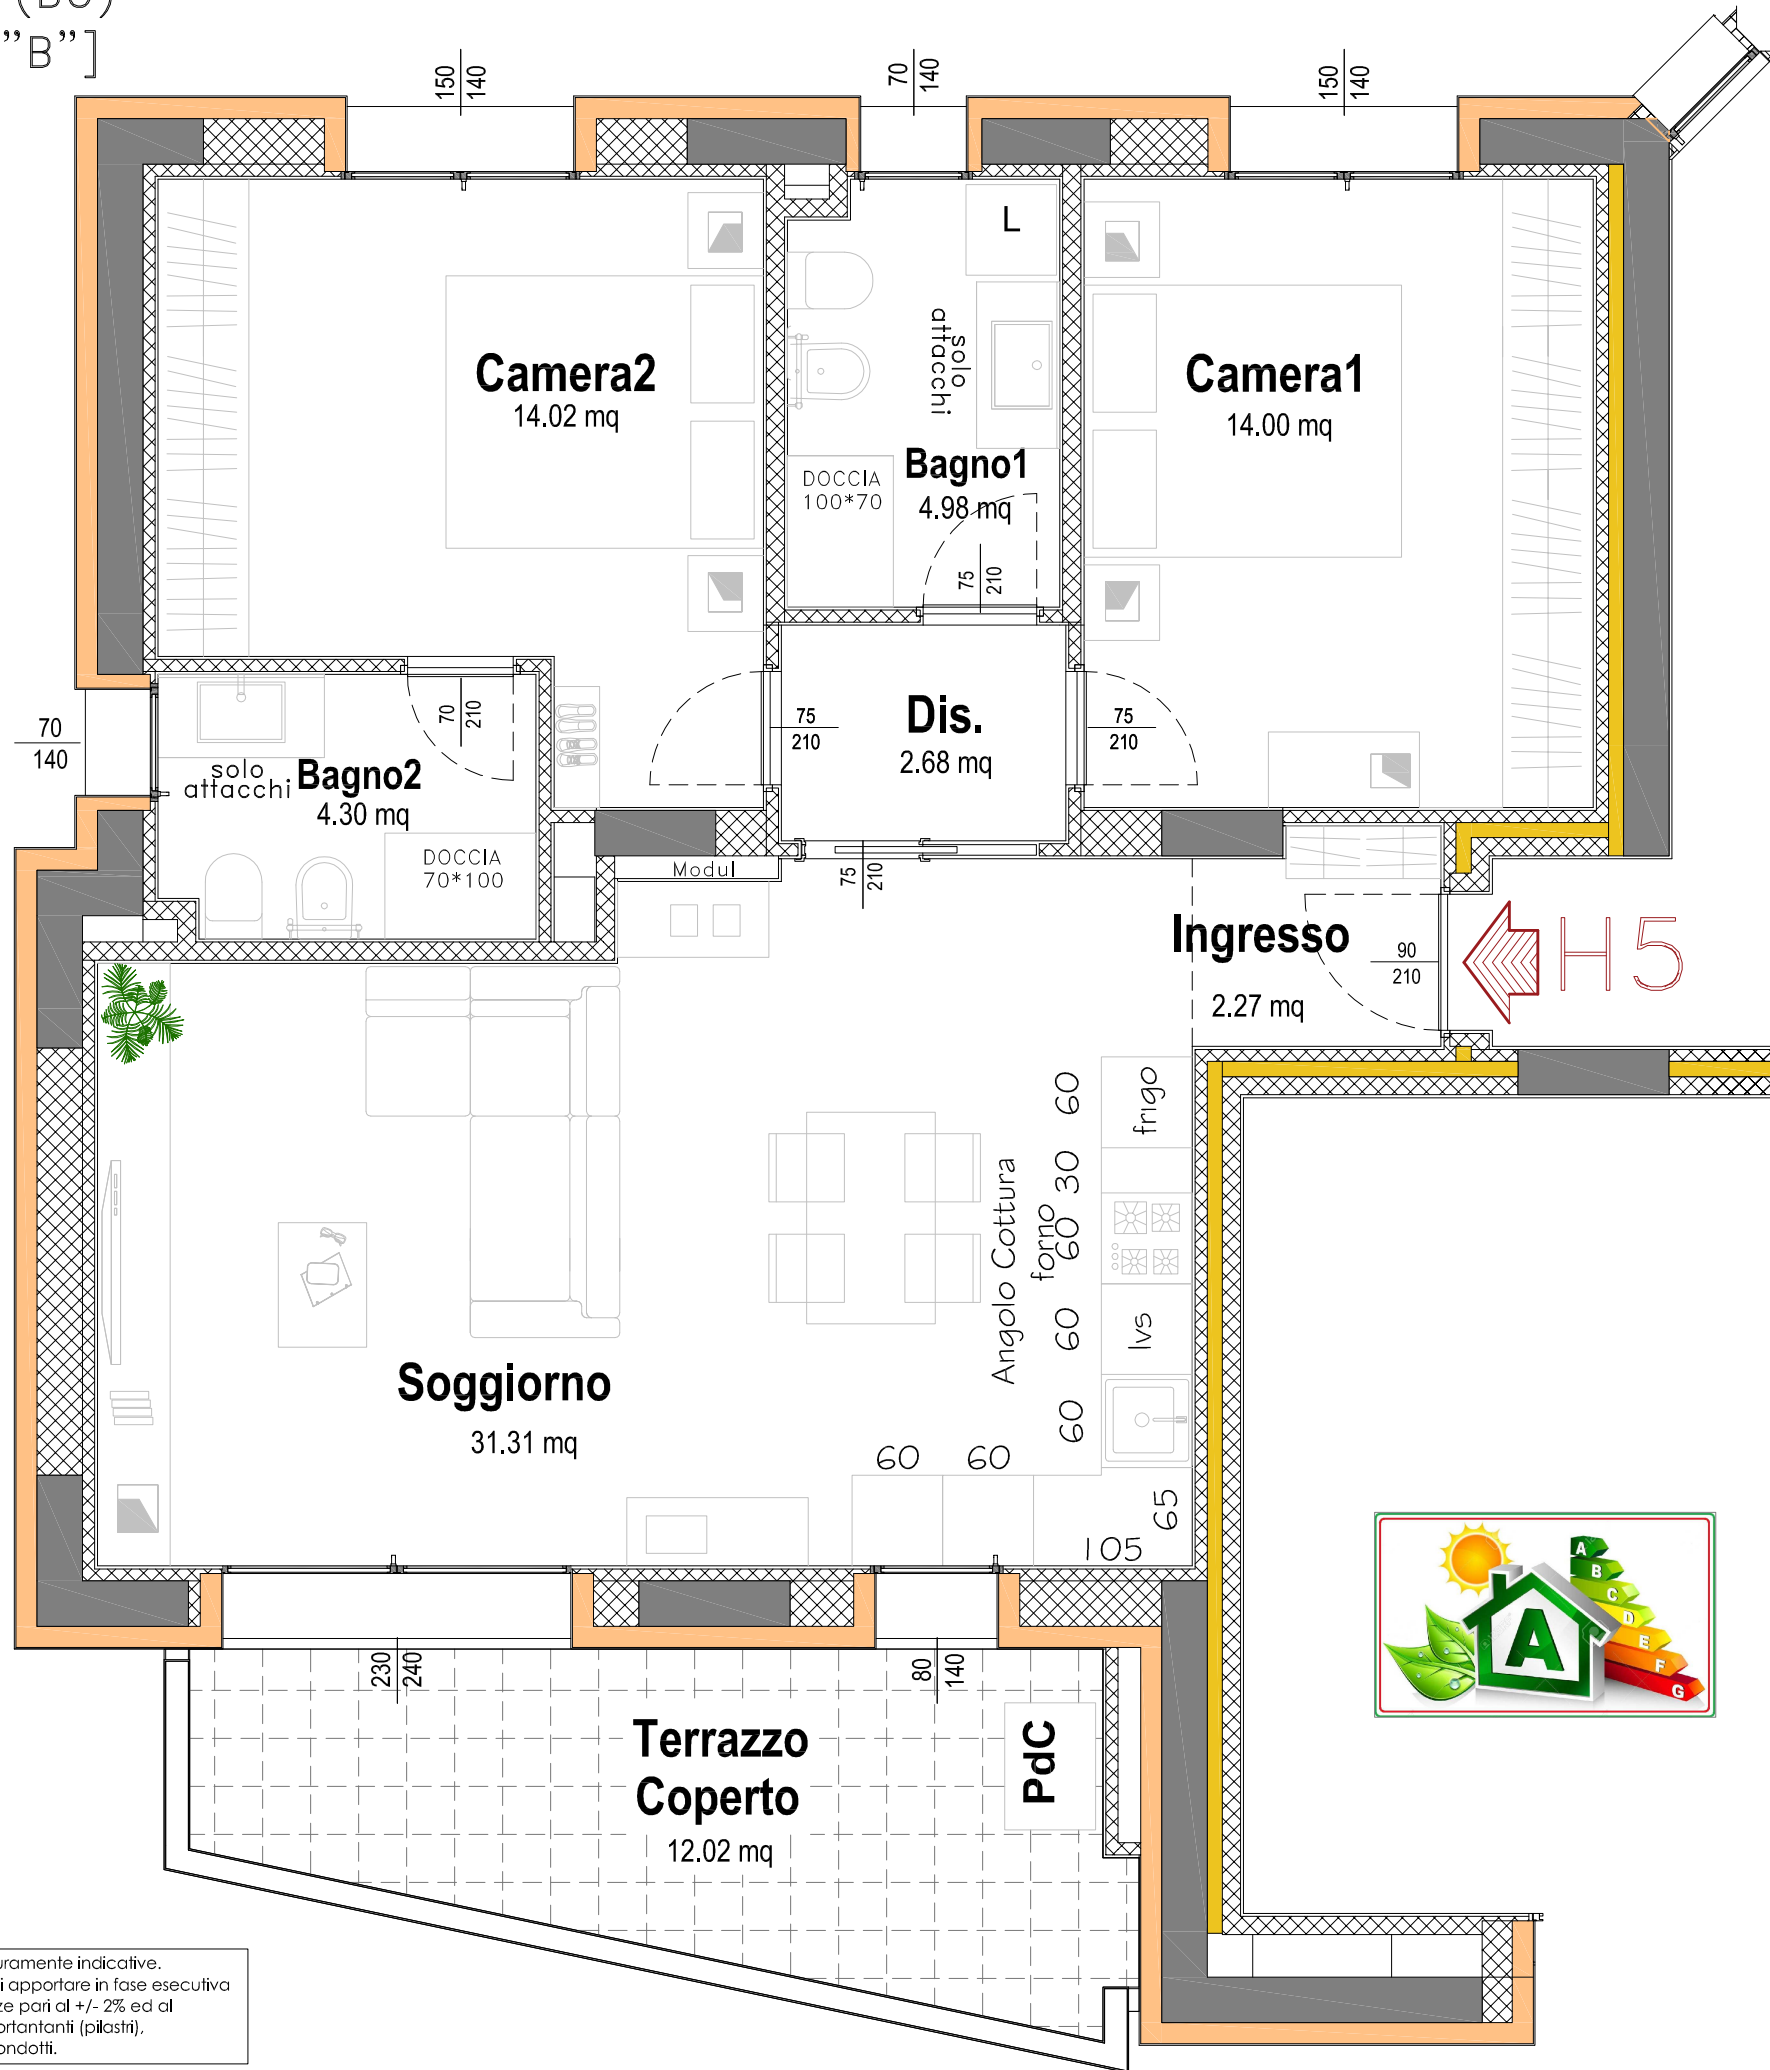 "B"]
150
140
70
140
150
140
L
solo
attacchi
Camera2
14.02 mq
Camera1
14.00 mq
Bagno1
4.98 mq
DOCCIA
100*70
75
210
70
210
75
210
Dis.
2.68 mq
75
210
70
140
solo
attacchi
Bagno2
4.30 mq
DOCCIA
70*100
Modul
75
210
Ingresso
2.27 mq
90
210
H5
frigo
60
30
forno
60
Angolo Cottura
lvs
60
60
Soggiorno
31.31 mq
60
60
65
105
230
240
80
140
Terrazzo
Coperto
12.02 mq
PdC
A
B
C
D
E
F
G
A
indicative.
apportare in fase esecutiva
pari al +/- 2% ed al
(pilastri),